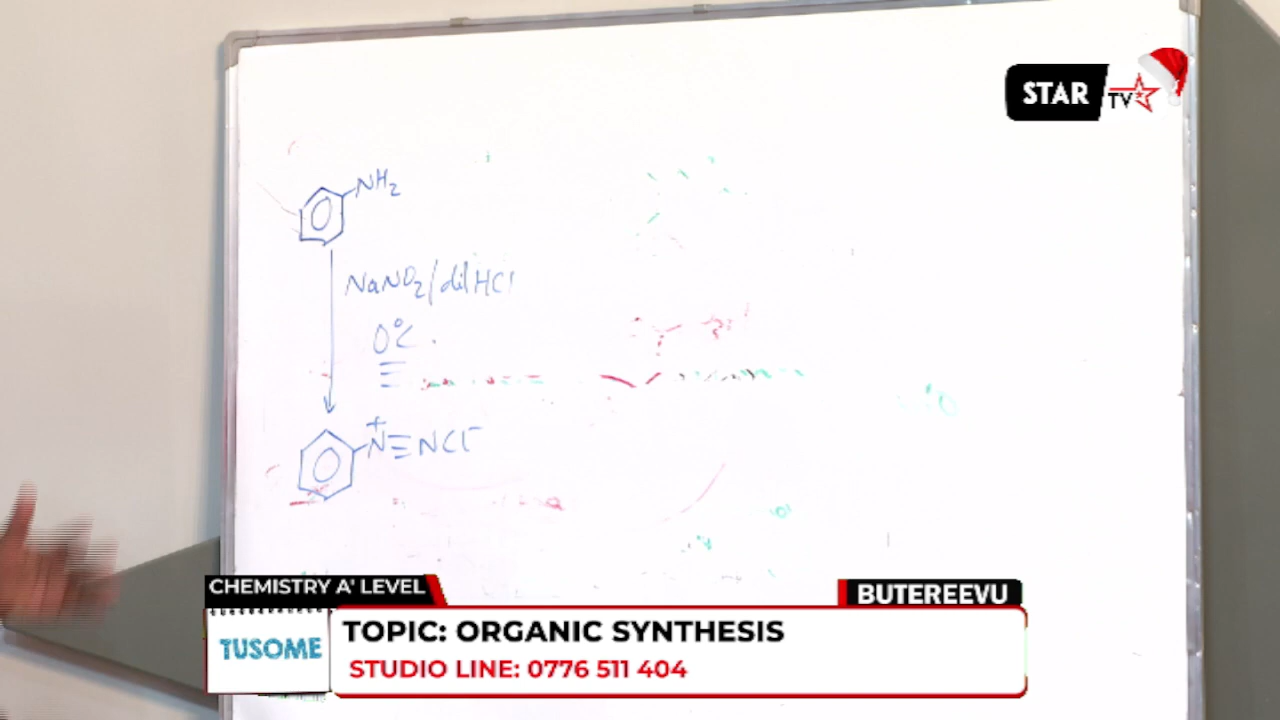 STAR
TV
NH₂
NaNO₂/dil HCl
0°C
N⁺≡NCl⁻
CHEMISTRY A' LEVEL
BUTEREEVU
TUSOME
TOPIC: ORGANIC SYNTHESIS
STUDIO LINE: 0776 511 404